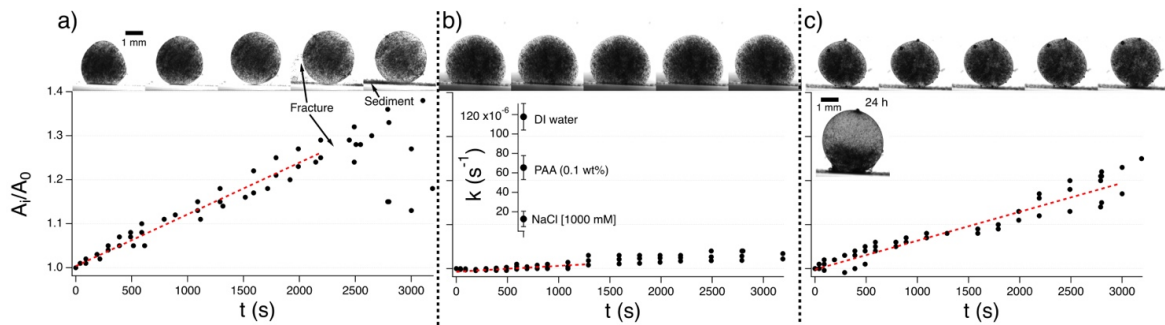 a)
1 mm
Fracture
Sediment
1.4
1.3
1.2
1.1
1.0
Aᵢ/A₀
0 500 1000 1500 2000 2500 3000
t (s)
b)
120 x10⁻⁶
100
80
60
40
20
k (s⁻¹)
DI water
PAA (0.1 wt%)
NaCl [1000 mM]
0 500 1000 1500 2000 2500 3000
t (s)
c)
1 mm
24 h
0 500 1000 1500 2000 2500 3000
t (s)